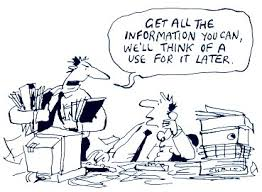 GET ALL THE
INFORMATION YOU CAN,
WE'LL THINK OF A
USE FOR IT LATER.